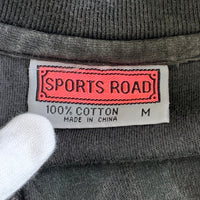 SPORTS ROAD
100% COTTON M
MADE IN CHINA